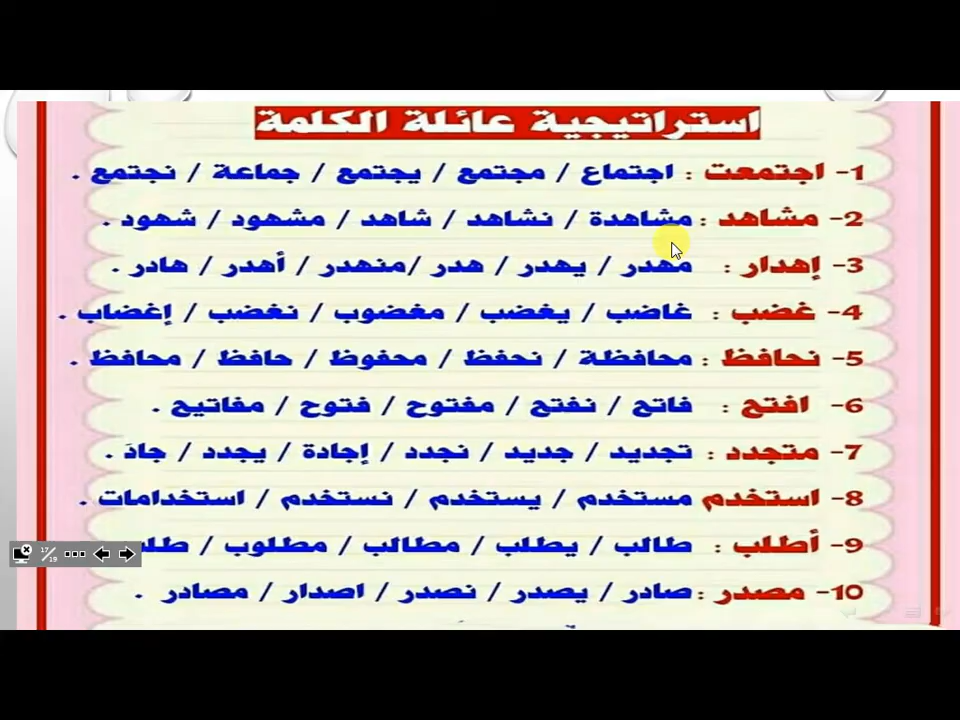 استراتيجية عائلة الكلمة
1- اجتمعت : اجتماع / مجتمع / يجتمع / جماعة / نجتمع .
2- مشاهد : مشاهدة / نشاهد / شاهد / مشهود / شهود .
3- إهدار : مهدر / يهدر / هدر /منهدر / أهدر / هادر .
4- غضب : غاضب / يغضب / مغضوب / نغضب / إغضاب .
5- نحافظ : محافظة / نحفظ / محفوظ / حافظ / محافظ .
6- افتح : فاتح / نفتح / مفتوح / فتوح / مفاتيح .
7- متجدد : تجديد / جديد / نجدد / إجادة / يجدد / جادَ .
8- استخدم مستخدم / يستخدم / نستخدم / استخدامات .
9- أطلب : طالب / يطلب / مطالب / مطلوب /
10- مصدر : صادر / يصدر / نصدر / اصدار / مصادر .
17/19